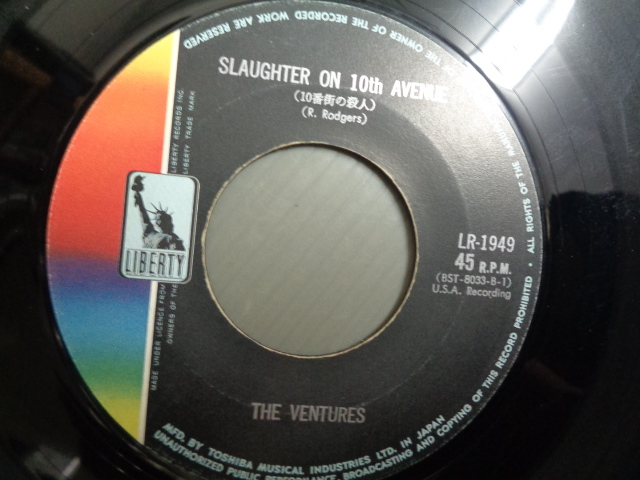 SLAUGHTER ON 10th AVENUE
(10番街の殺人)
(R. Rodgers)
LIBERTY
LR-1949
45 R.P.M.
(BST-8033-B-1)
U.S.A. Recording
THE VENTURES
LIBERTY RECORDS INC.
LIBERTY TRADE MARK
MADE UNDER LICENCE FROM
OWNERS OF THE
MFD. BY TOSHIBA MUSICAL INDUSTRIES LTD. IN JAPAN
ALL RIGHTS OF THE
OF THE OWNER OF THE RECORDED WORK ARE RESERVED
UNAUTHORIZED PUBLIC PERFORMANCE, BROADCASTING AND COPYING OF THIS RECORD PROHIBITED